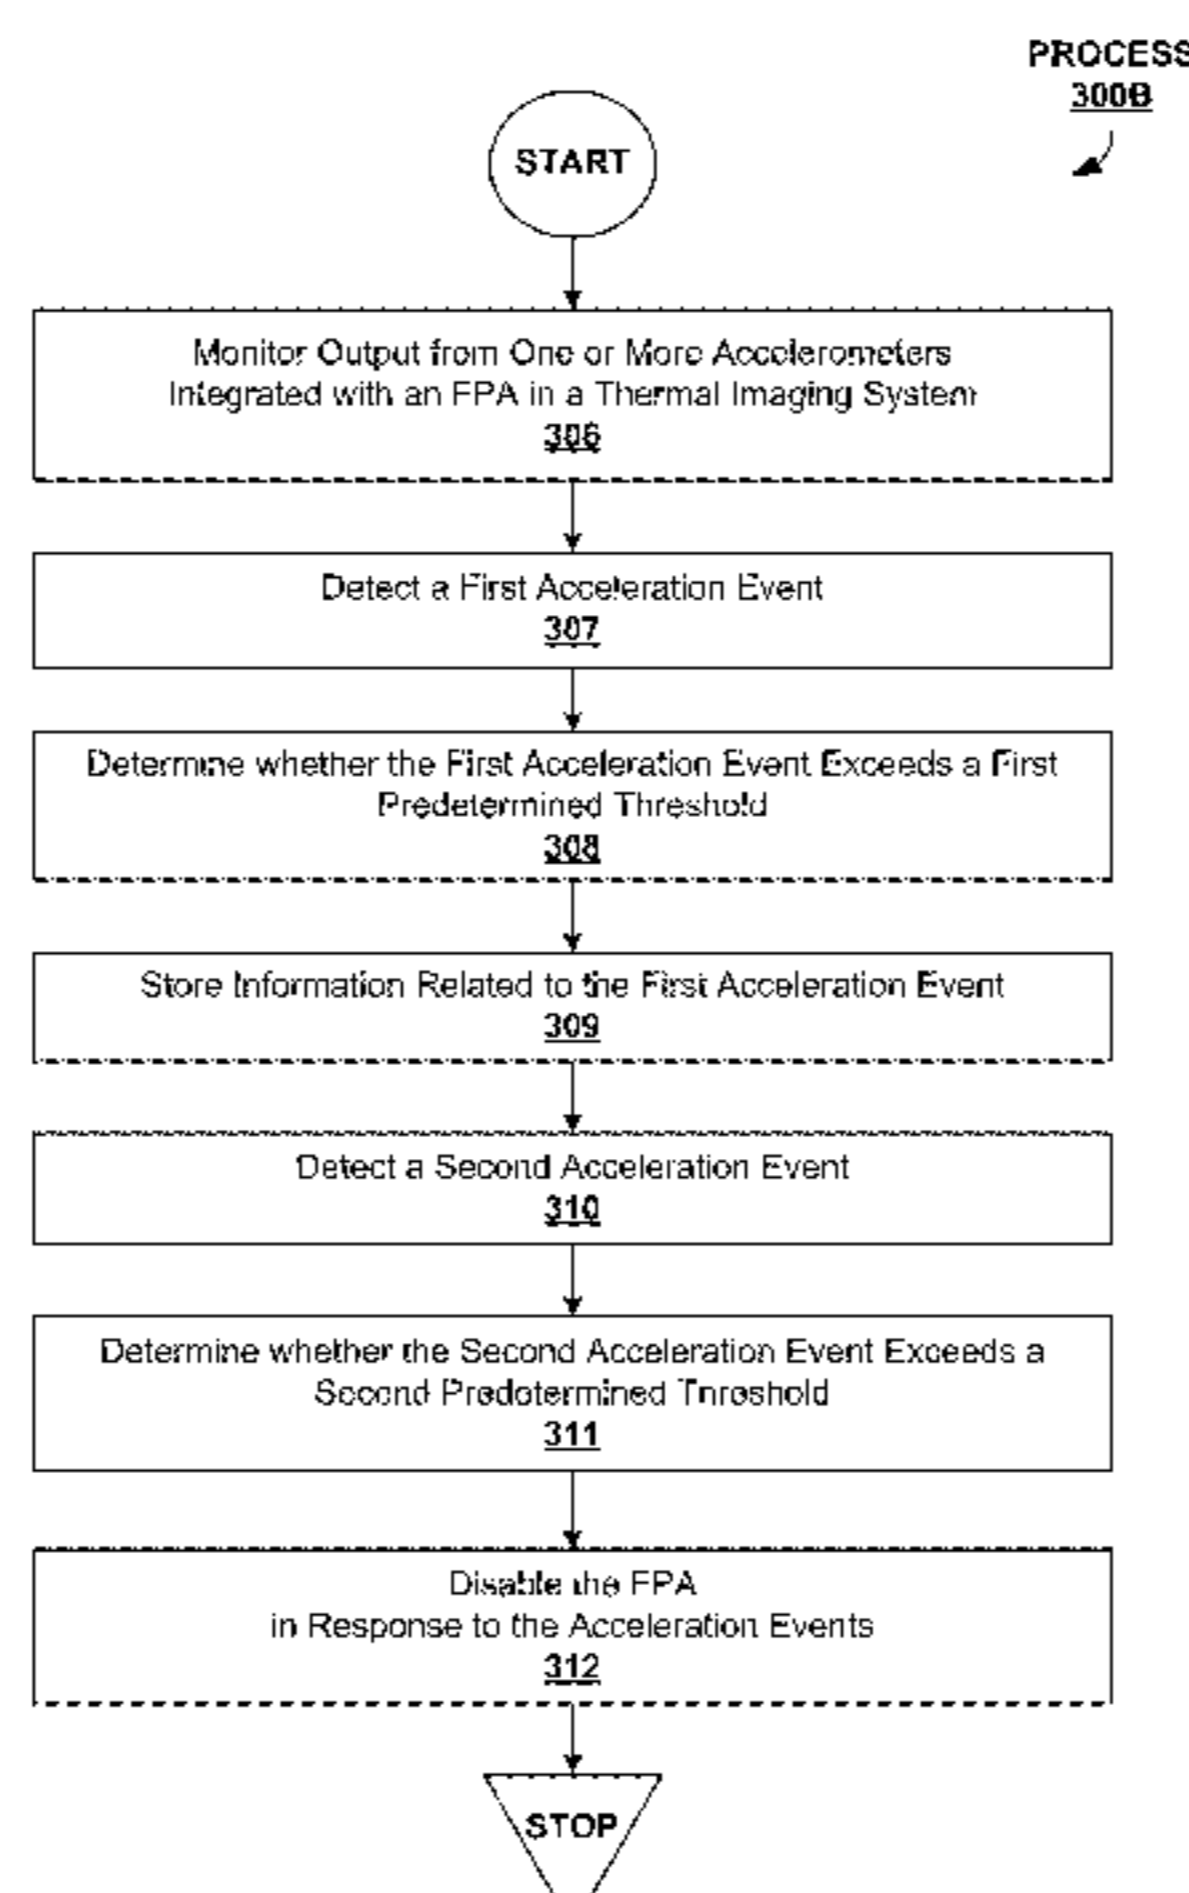 PROCESS
300B
START
Monitor Output from One or More Accelerometers
Integrated with an FPA in a Thermal Imaging System
306
Detect a First Acceleration Event
307
Determine whether the First Acceleration Event Exceeds a First
Predetermined Threshold
308
Store Information Related to the First Acceleration Event
309
Detect a Second Acceleration Event
310
Determine whether the Second Acceleration Event Exceeds a
Second Predetermined Threshold
311
Disable the FPA
in Response to the Acceleration Events
312
STOP